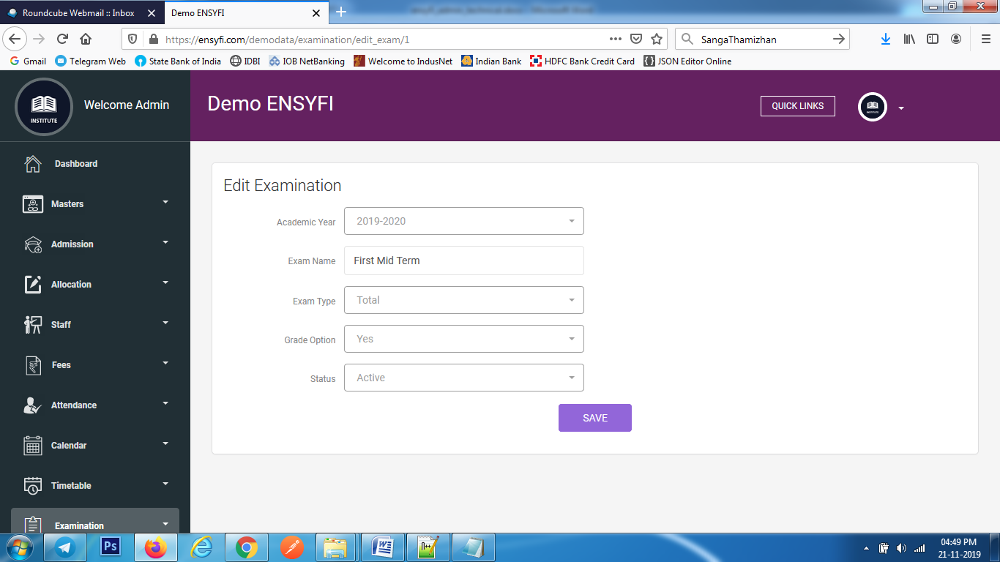 Roundcube Webmail :: Inbox
Demo ENSYFI
https://ensyfi.com/demodata/examination/edit_exam/1
SangaThamizhan
Gmail
Telegram Web
State Bank of India
IDBI
IOB NetBanking
Welcome to IndusNet
Indian Bank
HDFC Bank Credit Card
JSON Editor Online
INSTITUTE
Welcome Admin
Demo ENSYFI
QUICK LINKS
Dashboard
Masters
Admission
Allocation
Staff
Fees
Attendance
Calendar
Timetable
Examination
Edit Examination
Academic Year 2019-2020
Exam Name First Mid Term
Exam Type Total
Grade Option Yes
Status Active
SAVE
Ps
04:49 PM
21-11-2019